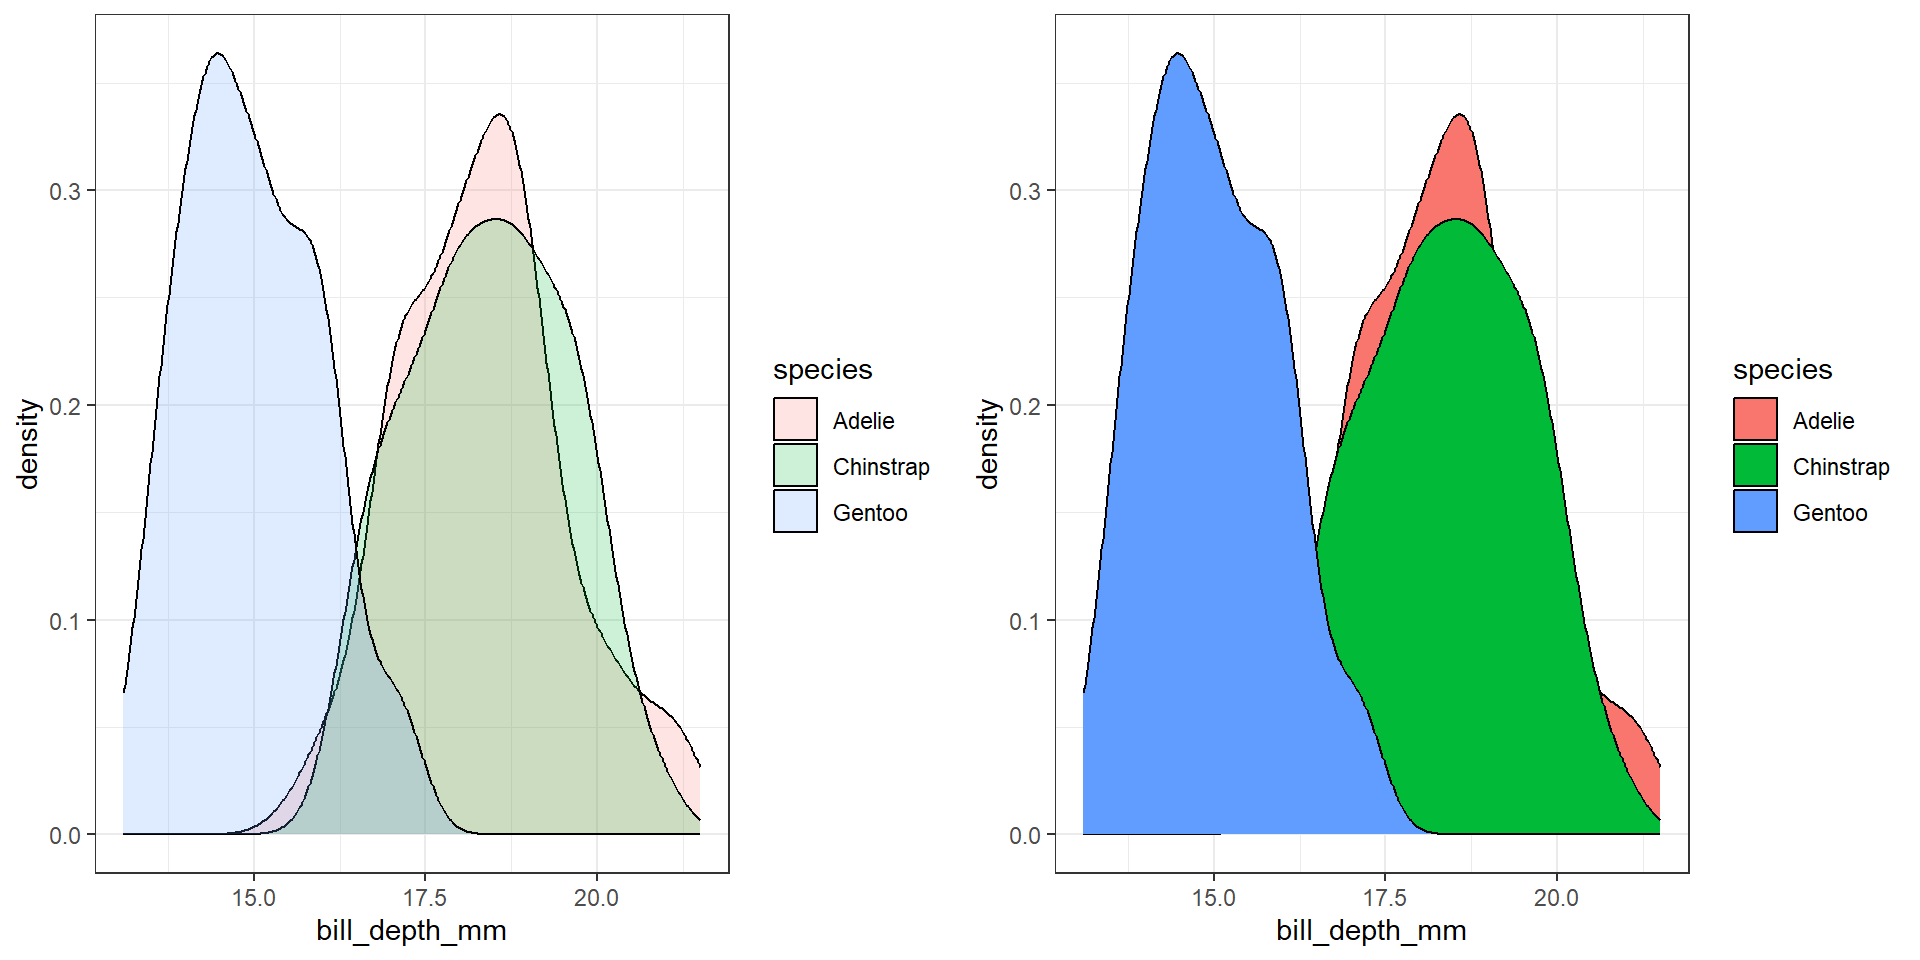 density
0.3
0.2
0.1
0.0
15.0 17.5 20.0
bill_depth_mm
species
Adelie
Chinstrap
Gentoo
density
0.3
0.2
0.1
0.0
15.0 17.5 20.0
bill_depth_mm
species
Adelie
Chinstrap
Gentoo